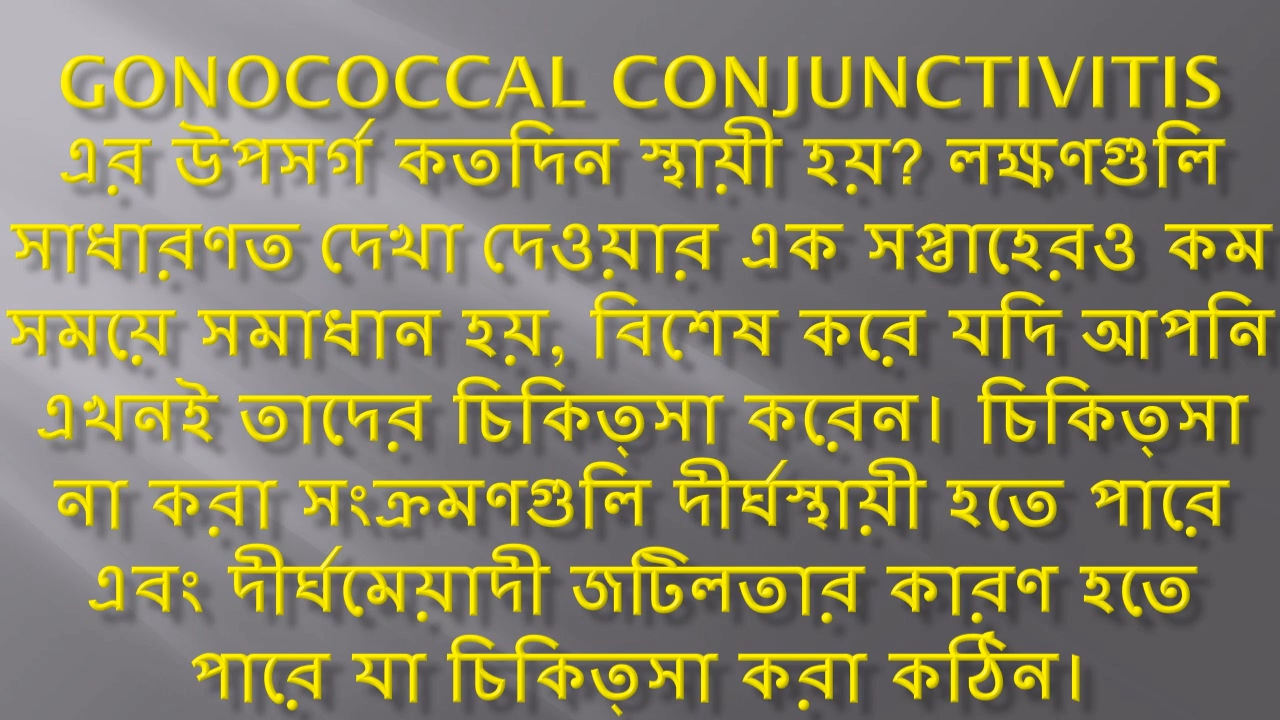 GONOCOCCAL CONJUNCTIVITIS
এর উপসর্গ কতদিন স্থায়ী হয়? লক্ষণগুলি
সাধারণত দেখা দেওয়ার এক সপ্তাহেরও কম
সময়ে সমাধান হয়, বিশেষ করে যদি আপনি
এখনই তাদের চিকিত্সা করেন। চিকিত্সা
না করা সংক্রমণগুলি দীর্ঘস্থায়ী হতে পারে
এবং দীর্ঘমেয়াদী জটিলতার কারণ হতে
পারে যা চিকিত্সা করা কঠিন।